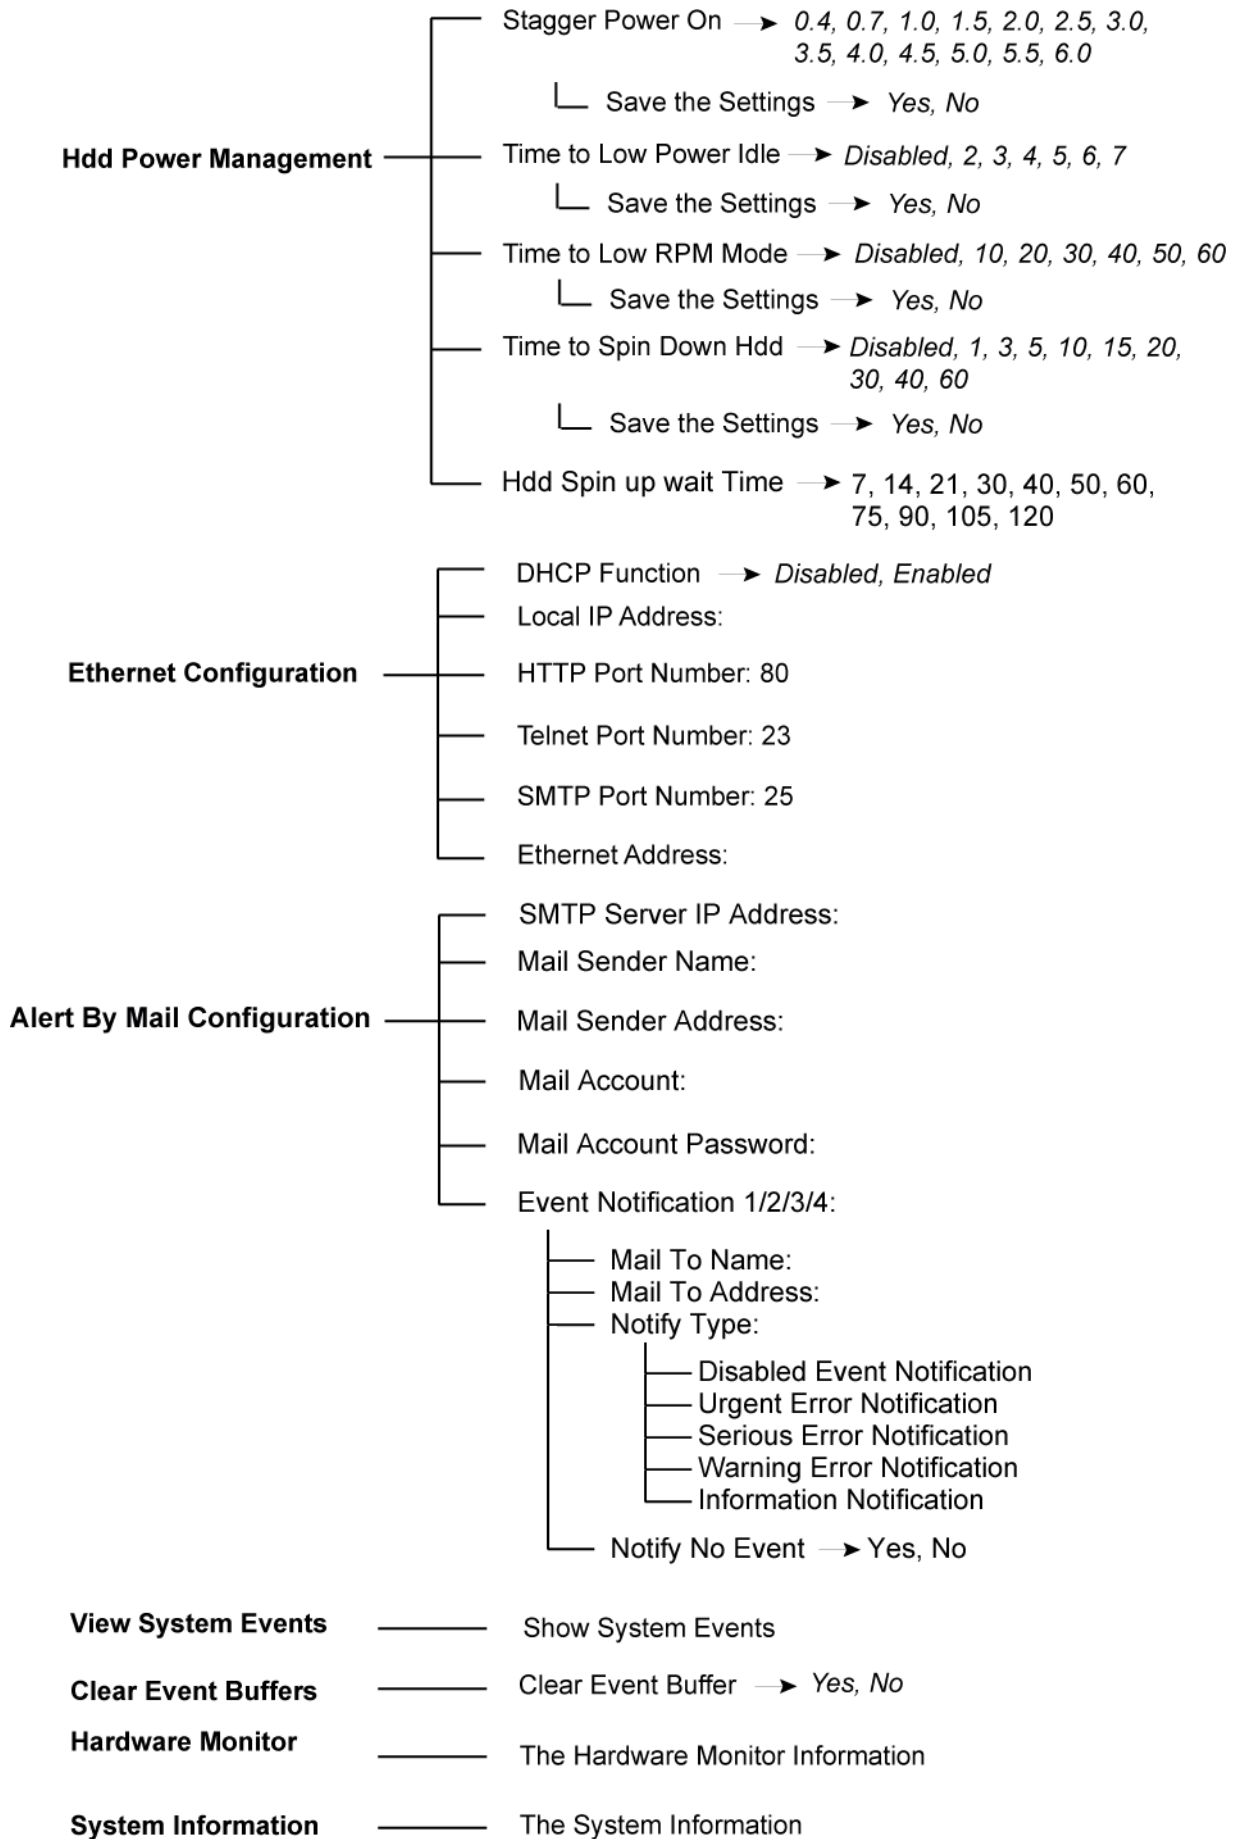 Stagger Power On 0.4, 0.7, 1.0, 1.5, 2.0, 2.5, 3.0,
3.5, 4.0, 4.5, 5.0, 5.5, 6.0
Save the Settings Yes, No
Hdd Power Management
Time to Low Power Idle Disabled, 2, 3, 4, 5, 6, 7
Save the Settings Yes, No
Time to Low RPM Mode Disabled, 10, 20, 30, 40, 50, 60
Save the Settings Yes, No
Time to Spin Down Hdd Disabled, 1, 3, 5, 10, 15, 20,
30, 40, 60
Save the Settings Yes, No
Hdd Spin up wait Time 7, 14, 21, 30, 40, 50, 60,
75, 90, 105, 120
DHCP Function Disabled, Enabled
Local IP Address:
Ethernet Configuration
HTTP Port Number: 80
Telnet Port Number: 23
SMTP Port Number: 25
Ethernet Address:
SMTP Server IP Address:
Mail Sender Name:
Alert By Mail Configuration
Mail Sender Address:
Mail Account:
Mail Account Password:
Event Notification 1/2/3/4:
Mail To Name:
Mail To Address:
Notify Type:
Disabled Event Notification
Urgent Error Notification
Serious Error Notification
Warning Error Notification
Information Notification
Notify No Event Yes, No
View System Events Show System Events
Clear Event Buffers Clear Event Buffer Yes, No
Hardware Monitor The Hardware Monitor Information
System Information The System Information